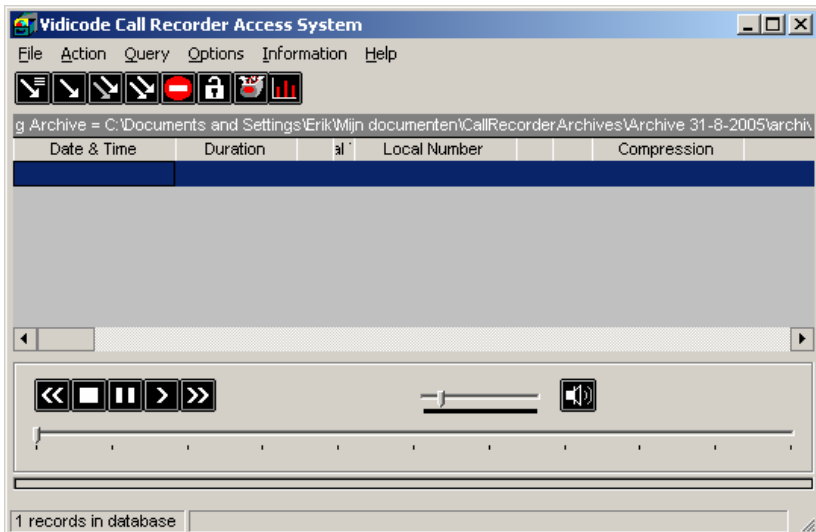 Vidicode Call Recorder Access System
File Action Query Options Information Help
g Archive = C:\Documents and Settings\Erik\Mijn documenten\CallRecorderArchives\Archive 31-8-2005\archiv
Date & Time Duration al Local Number Compression
1 records in database